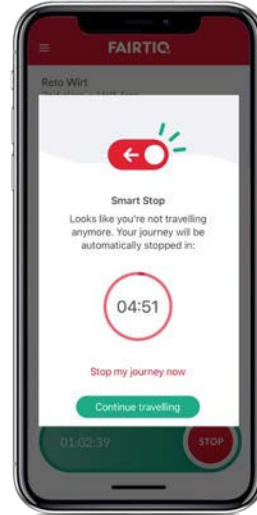 FAIRTIQ
Reto Wirt
Smart Stop
Looks like you're not travelling
anymore. Your journey will be
automatically stopped in:
04:51
Stop my journey now
Continue travelling
01:02:39
STOP